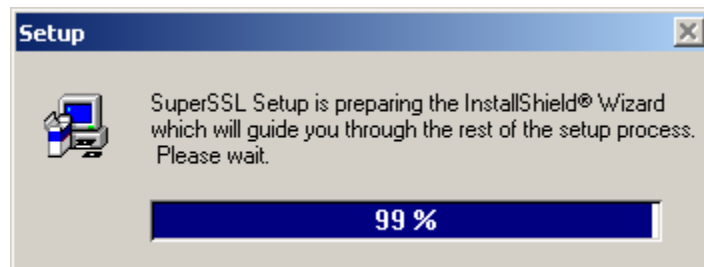 Setup
SuperSSL Setup is preparing the InstallShield® Wizard
which will guide you through the rest of the setup process.
Please wait.
99 %